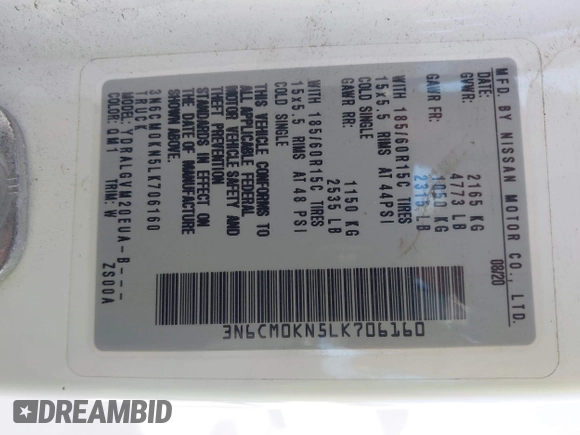 MFD. BY NISSAN MOTOR CO., LTD.
08/20
GVWR: 2165 KG
4773 LB
GAWR FR: 1050 KG
2315 LB
WITH 185/60R15C TIRES
15x5.5 RIMS AT 44PSI
COLD SINGLE
GAWR RR: 1150 KG
2535 LB
WITH 185/60R15C TIRES
15x5.5 RIMS AT 48 PSI
COLD SINGLE
THIS VEHICLE CONFORMS TO
ALL APPLICABLE FEDERAL
MOTOR VEHICLE SAFETY AND
THEFT PREVENTION
STANDARDS IN EFFECT ON
THE DATE OF MANUFACTURE
SHOWN ABOVE.
3N6CM0KN5LK706160
TRUCK
YDRALGVM20EUA-B---
COLOR: QM1 TRIM: W ZS00A
3N6CM0KN5LK706160
DREAMBID